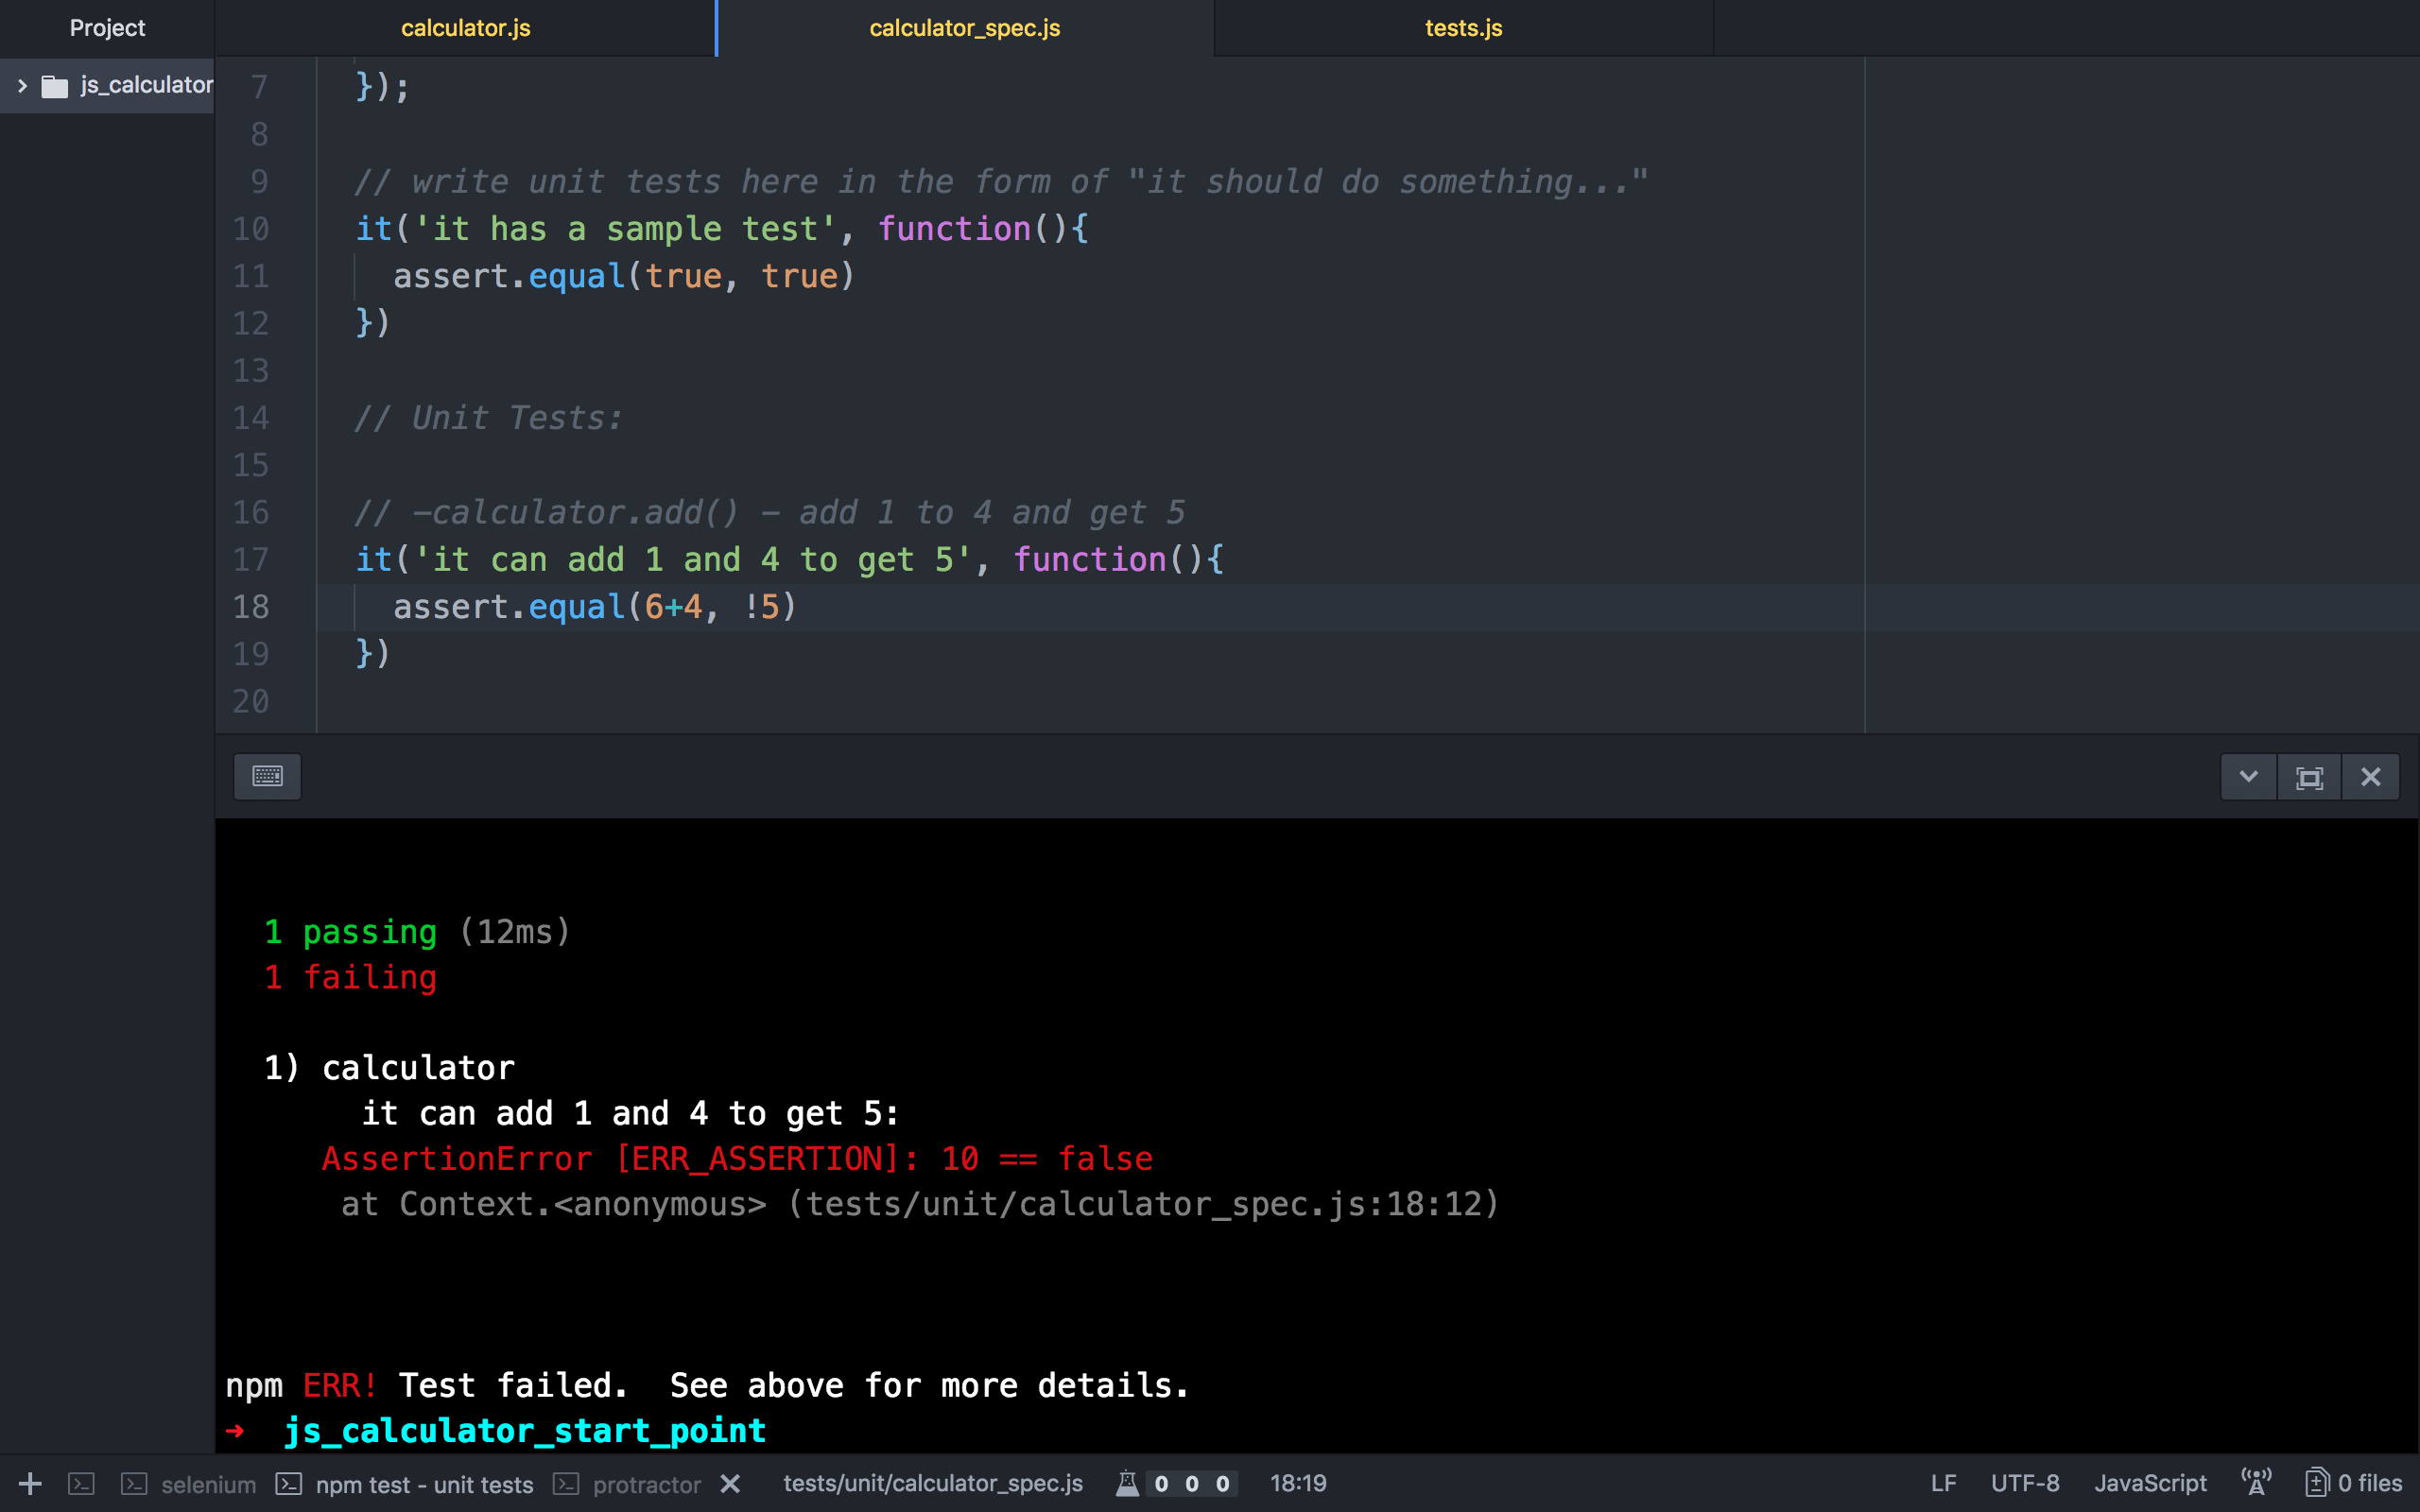 Project
calculator.js
calculator_spec.js
tests.js
js_calculator
7 });
8
9 // write unit tests here in the form of "it should do something..."
10 it('it has a sample test', function(){
11 assert.equal(true, true)
12 })
13
14 // Unit Tests:
15
16 // -calculator.add() - add 1 to 4 and get 5
17 it('it can add 1 and 4 to get 5', function(){
18 assert.equal(6+4, !5)
19 })
20
1 passing (12ms)
1 failing
1) calculator
it can add 1 and 4 to get 5:
AssertionError [ERR_ASSERTION]: 10 == false
at Context.<anonymous> (tests/unit/calculator_spec.js:18:12)
npm ERR! Test failed.  See above for more details.
➜ js_calculator_start_point
selenium npm test - unit tests protractor tests/unit/calculator_spec.js 0 0 0 18:19 LF UTF-8 JavaScript 0 files